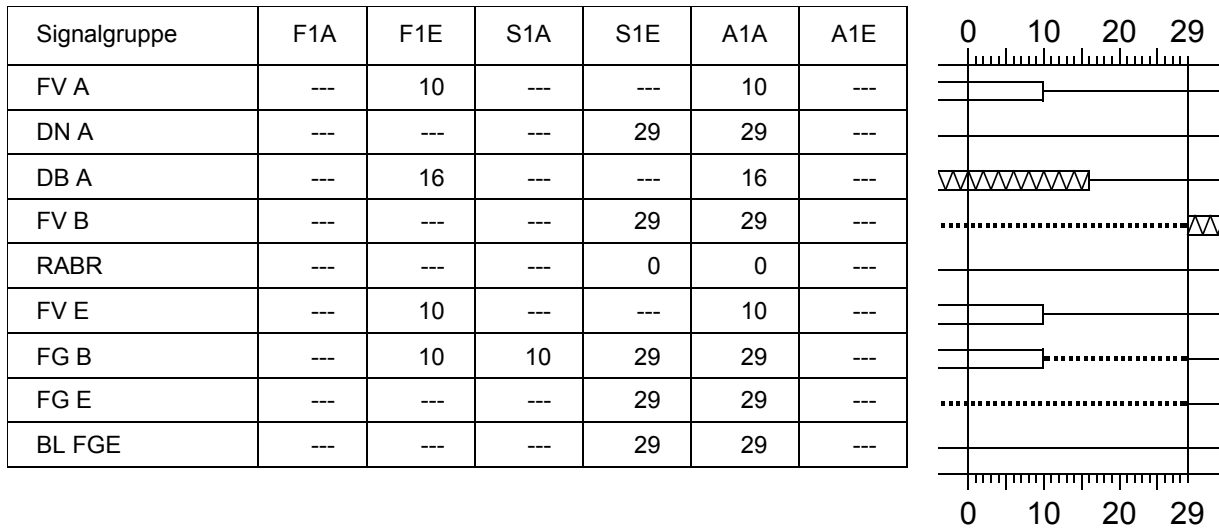 Signalgruppe F1A F1E S1A S1E A1A A1E 0 10 20 29
FV A --- 10 --- --- 10 ---
DN A --- --- --- 29 29 ---
DB A --- 16 --- --- 16 ---
FV B --- --- --- 29 29 ---
RABR --- --- --- 0 0 ---
FV E --- 10 --- --- 10 ---
FG B --- 10 10 29 29 ---
FG E --- --- --- 29 29 ---
BL FGE --- --- --- 29 29 ---
0 10 20 29